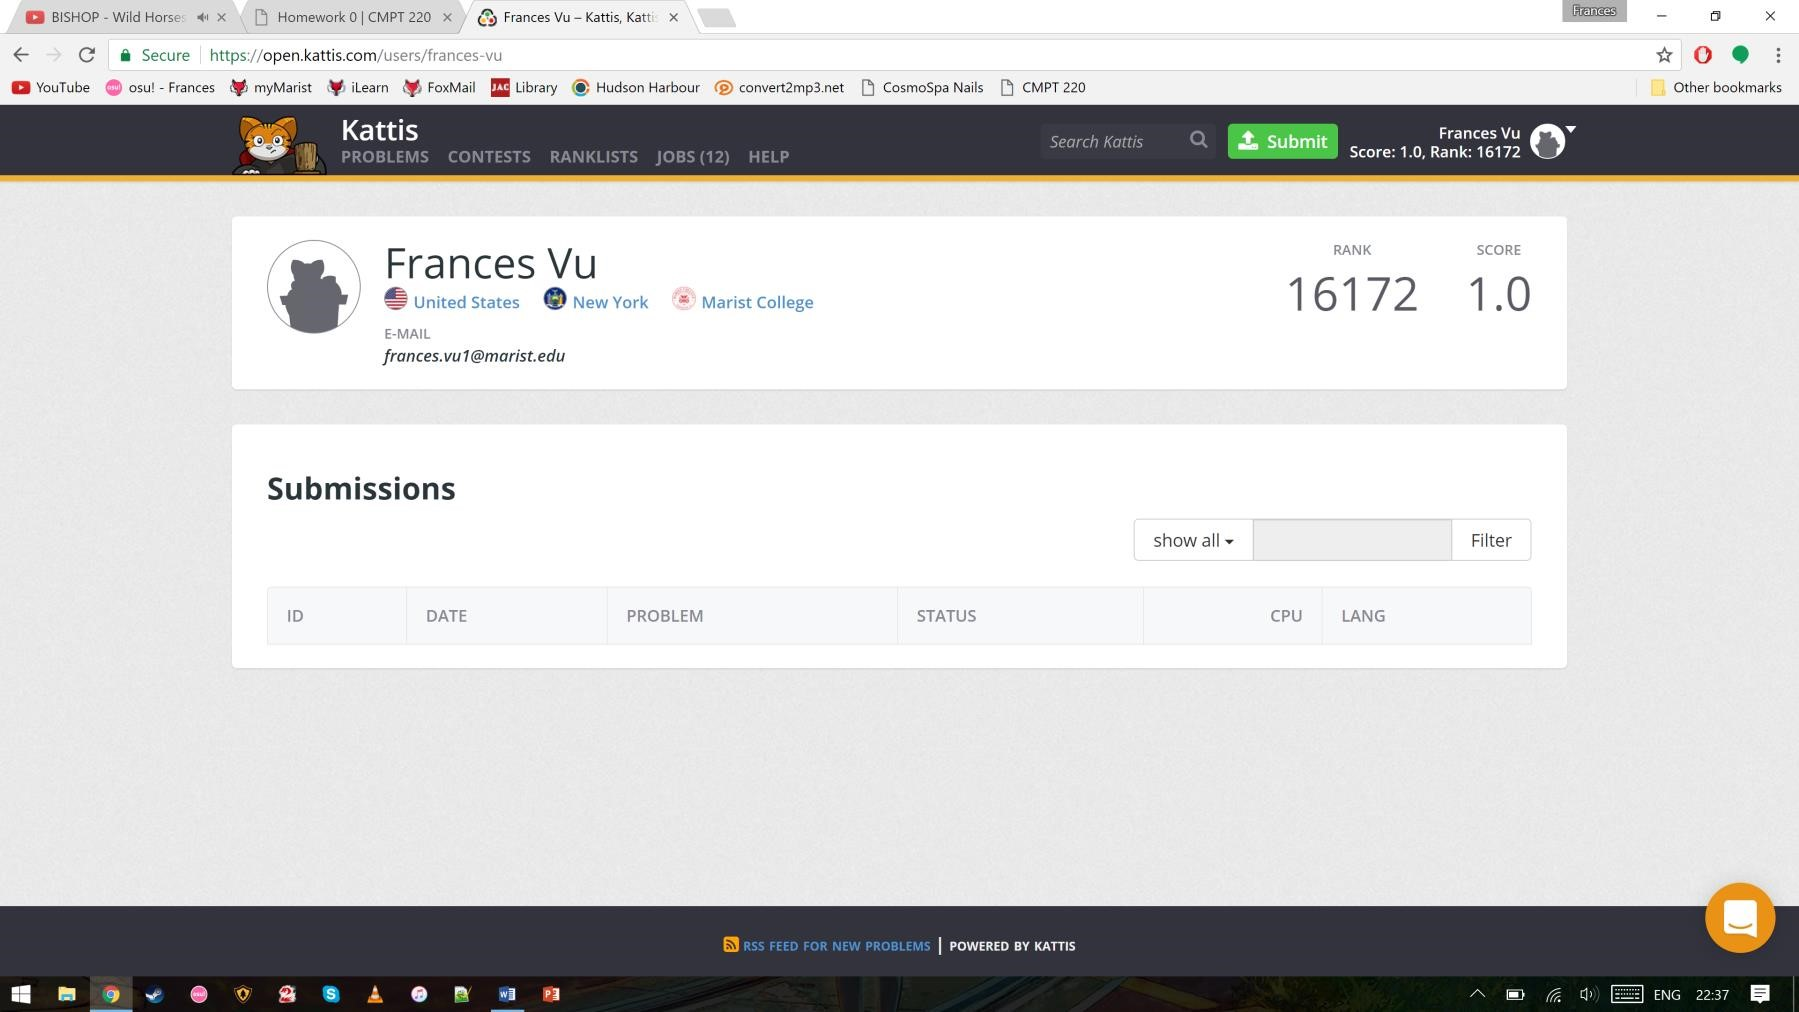 BISHOP - Wild Horses
Homework 0 | CMPT 220
Frances Vu – Kattis, Kattis
Frances
Secure https://open.kattis.com/users/frances-vu
YouTube osu! - Frances myMarist iLearn FoxMail JAC Library Hudson Harbour convert2mp3.net CosmoSpa Nails CMPT 220 Other bookmarks
Kattis
PROBLEMS CONTESTS RANKLISTS JOBS (12) HELP
Search Kattis
Submit
Frances Vu
Score: 1.0, Rank: 16172
Frances Vu
United States New York Marist College
E-MAIL
frances.vu1@marist.edu
RANK SCORE
16172 1.0
Submissions
show all Filter
ID DATE PROBLEM STATUS CPU LANG
RSS FEED FOR NEW PROBLEMS | POWERED BY KATTIS
osu!
ENG 22:37